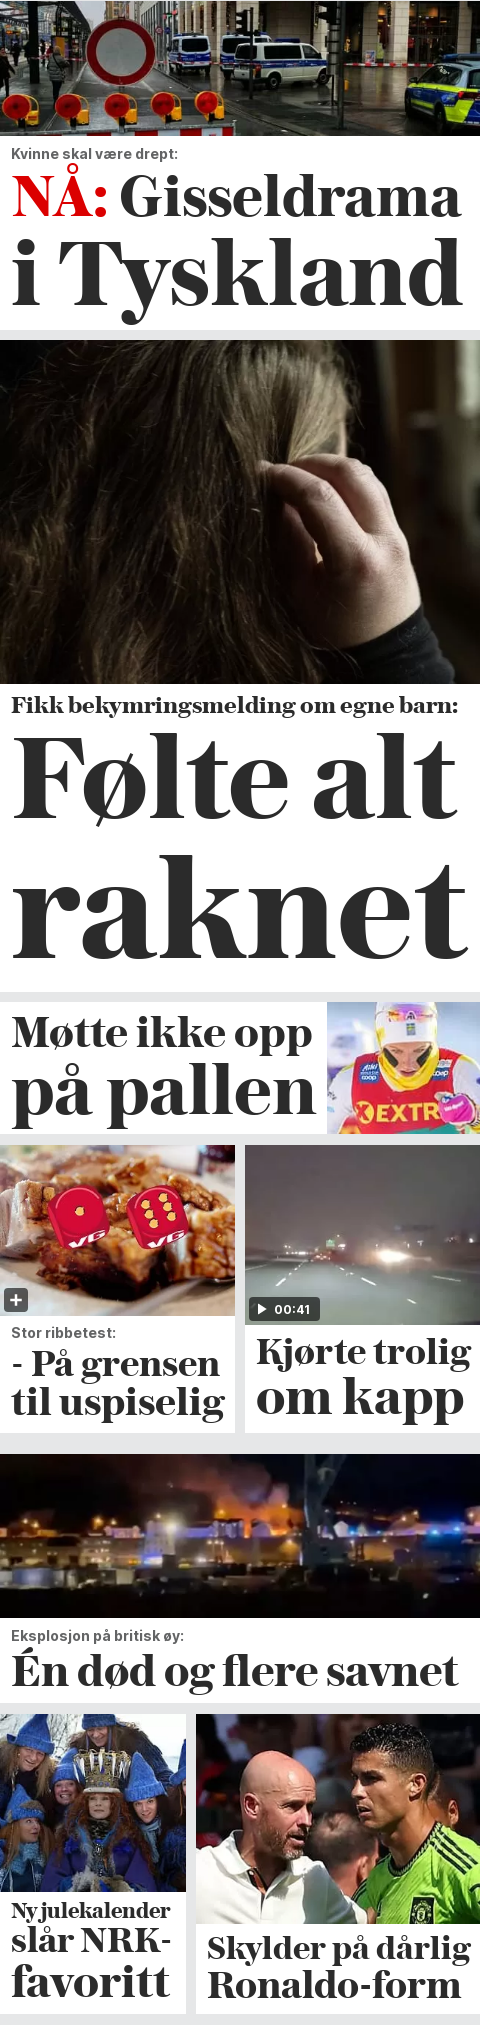 Kvinne skal være drept:
NÅ: Gisseldrama
i Tyskland
Fikk bekymringsmelding om egne barn:
Følte alt
raknet
Møtte ikke opp
på pallen
EXTR
coop
VG
VG
00:41
Stor ribbetest:
- På grensen
til uspiselig
Kjørte trolig
om kapp
Eksplosjon på britisk øy:
Én død og flere savnet
Ny julekalender
slår NRK-
favoritt
Skylder på dårlig
Ronaldo-form